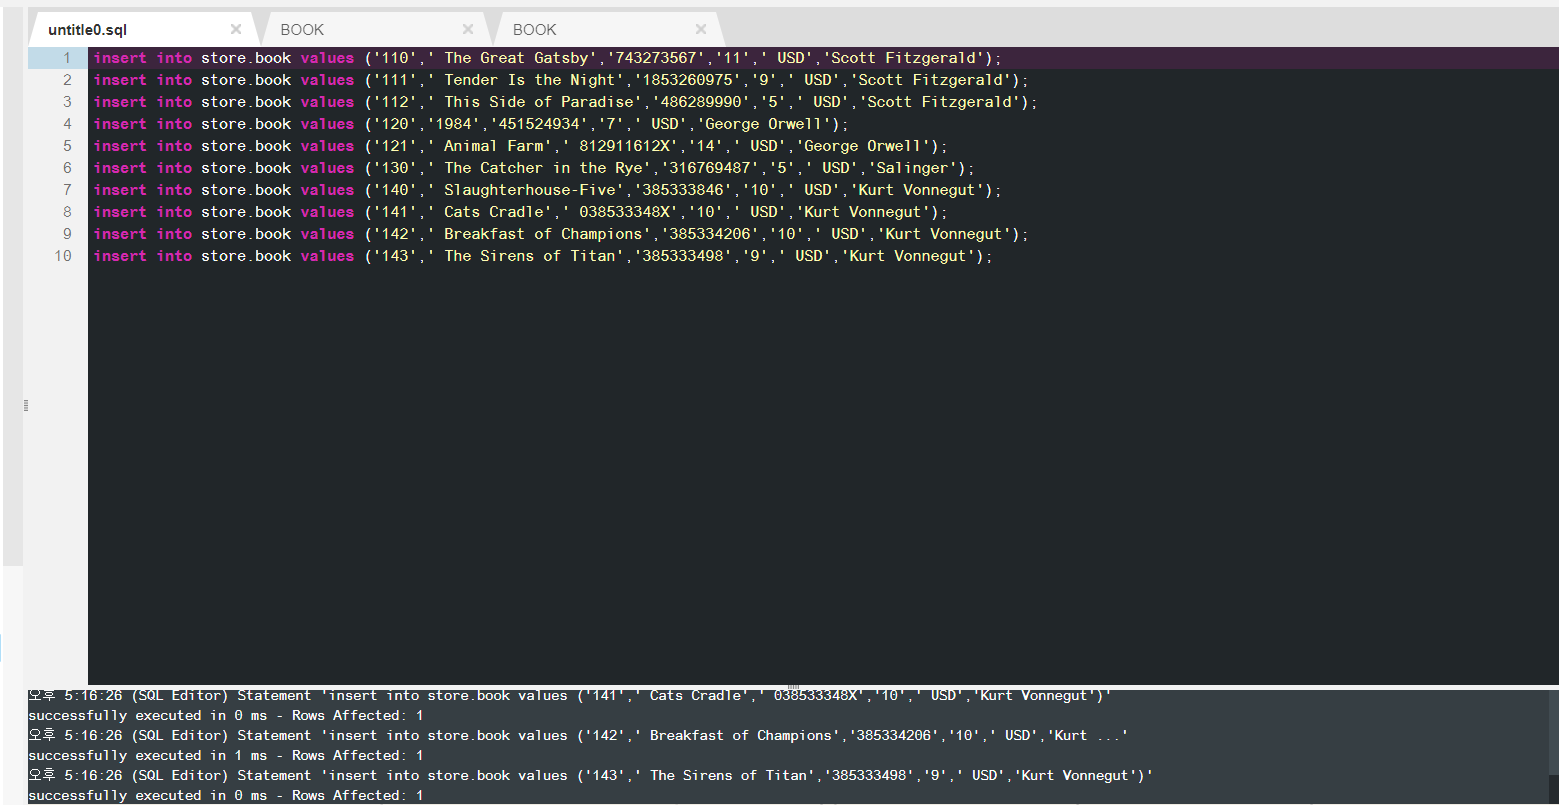 untitle0.sql × BOOK × BOOK ×
1 insert into store.book values ('110',' The Great Gatsby','743273567','11',' USD','Scott Fitzgerald');
2 insert into store.book values ('111',' Tender Is the Night','1853260975','9',' USD','Scott Fitzgerald');
3 insert into store.book values ('112',' This Side of Paradise','486289990','5',' USD','Scott Fitzgerald');
4 insert into store.book values ('120','1984','451524934','7',' USD','George Orwell');
5 insert into store.book values ('121',' Animal Farm',' 812911612X','14',' USD','George Orwell');
6 insert into store.book values ('130',' The Catcher in the Rye','316769487','5',' USD','Salinger');
7 insert into store.book values ('140',' Slaughterhouse-Five','385333846','10',' USD','Kurt Vonnegut');
8 insert into store.book values ('141',' Cats Cradle',' 038533348X','10',' USD','Kurt Vonnegut');
9 insert into store.book values ('142',' Breakfast of Champions','385334206','10',' USD','Kurt Vonnegut');
10 insert into store.book values ('143',' The Sirens of Titan','385333498','9',' USD','Kurt Vonnegut');
오후 5:16:26 (SQL Editor) Statement 'insert into store.book values ('141',' Cats Cradle',' 038533348X','10',' USD','Kurt Vonnegut')'
successfully executed in 0 ms - Rows Affected: 1
오후 5:16:26 (SQL Editor) Statement 'insert into store.book values ('142',' Breakfast of Champions','385334206','10',' USD','Kurt ...'
successfully executed in 1 ms - Rows Affected: 1
오후 5:16:26 (SQL Editor) Statement 'insert into store.book values ('143',' The Sirens of Titan','385333498','9',' USD','Kurt Vonnegut')'
successfully executed in 0 ms - Rows Affected: 1